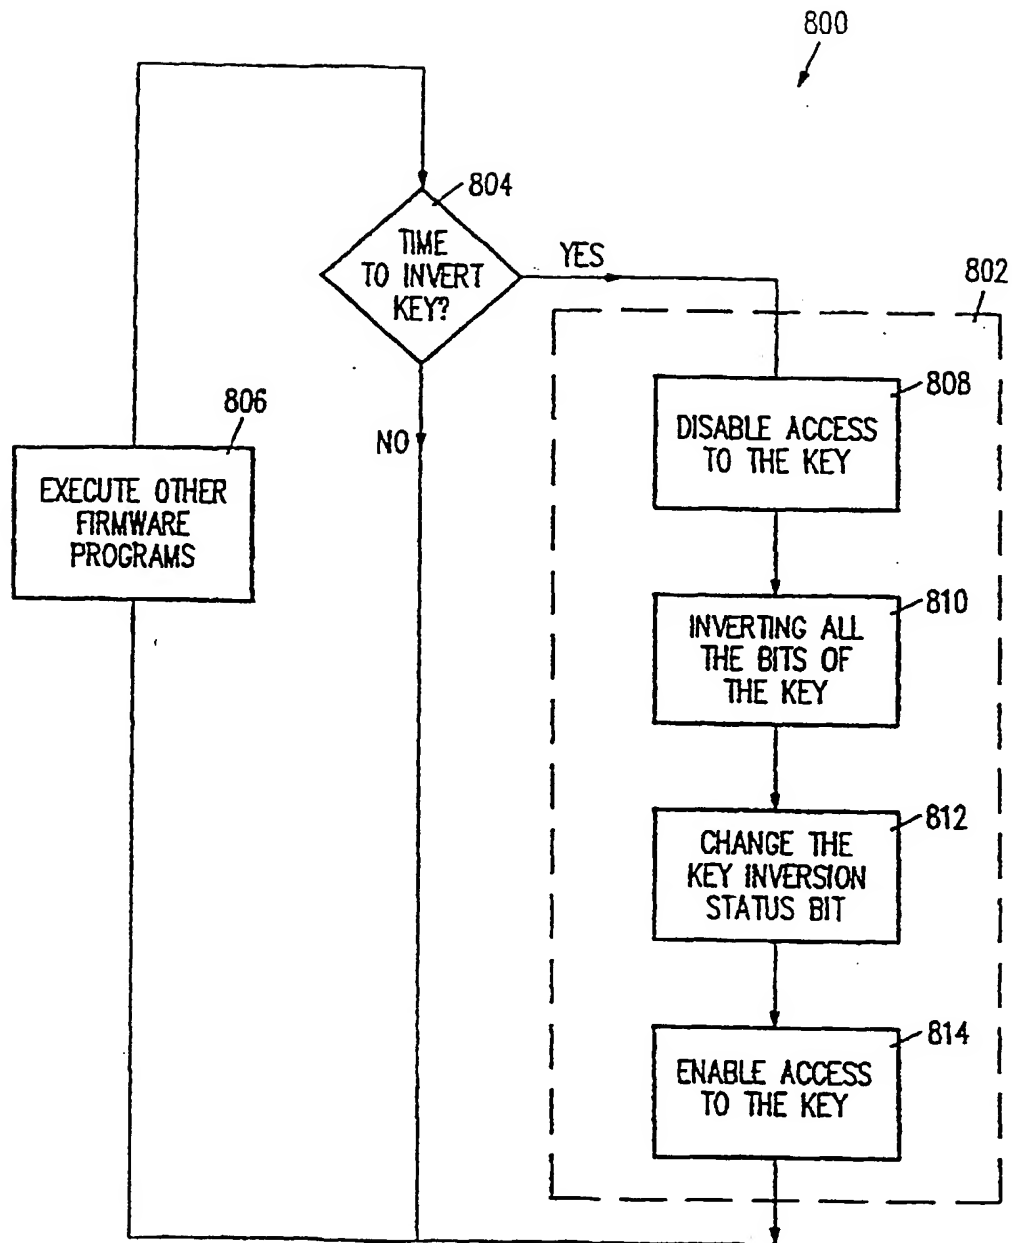 800
804
TIME
TO INVERT
KEY?
YES
802
808
DISABLE ACCESS
TO THE KEY
806
NO
EXECUTE OTHER
FIRMWARE
PROGRAMS
810
INVERTING ALL
THE BITS OF
THE KEY
812
CHANGE THE
KEY INVERSION
STATUS BIT
814
ENABLE ACCESS
TO THE KEY